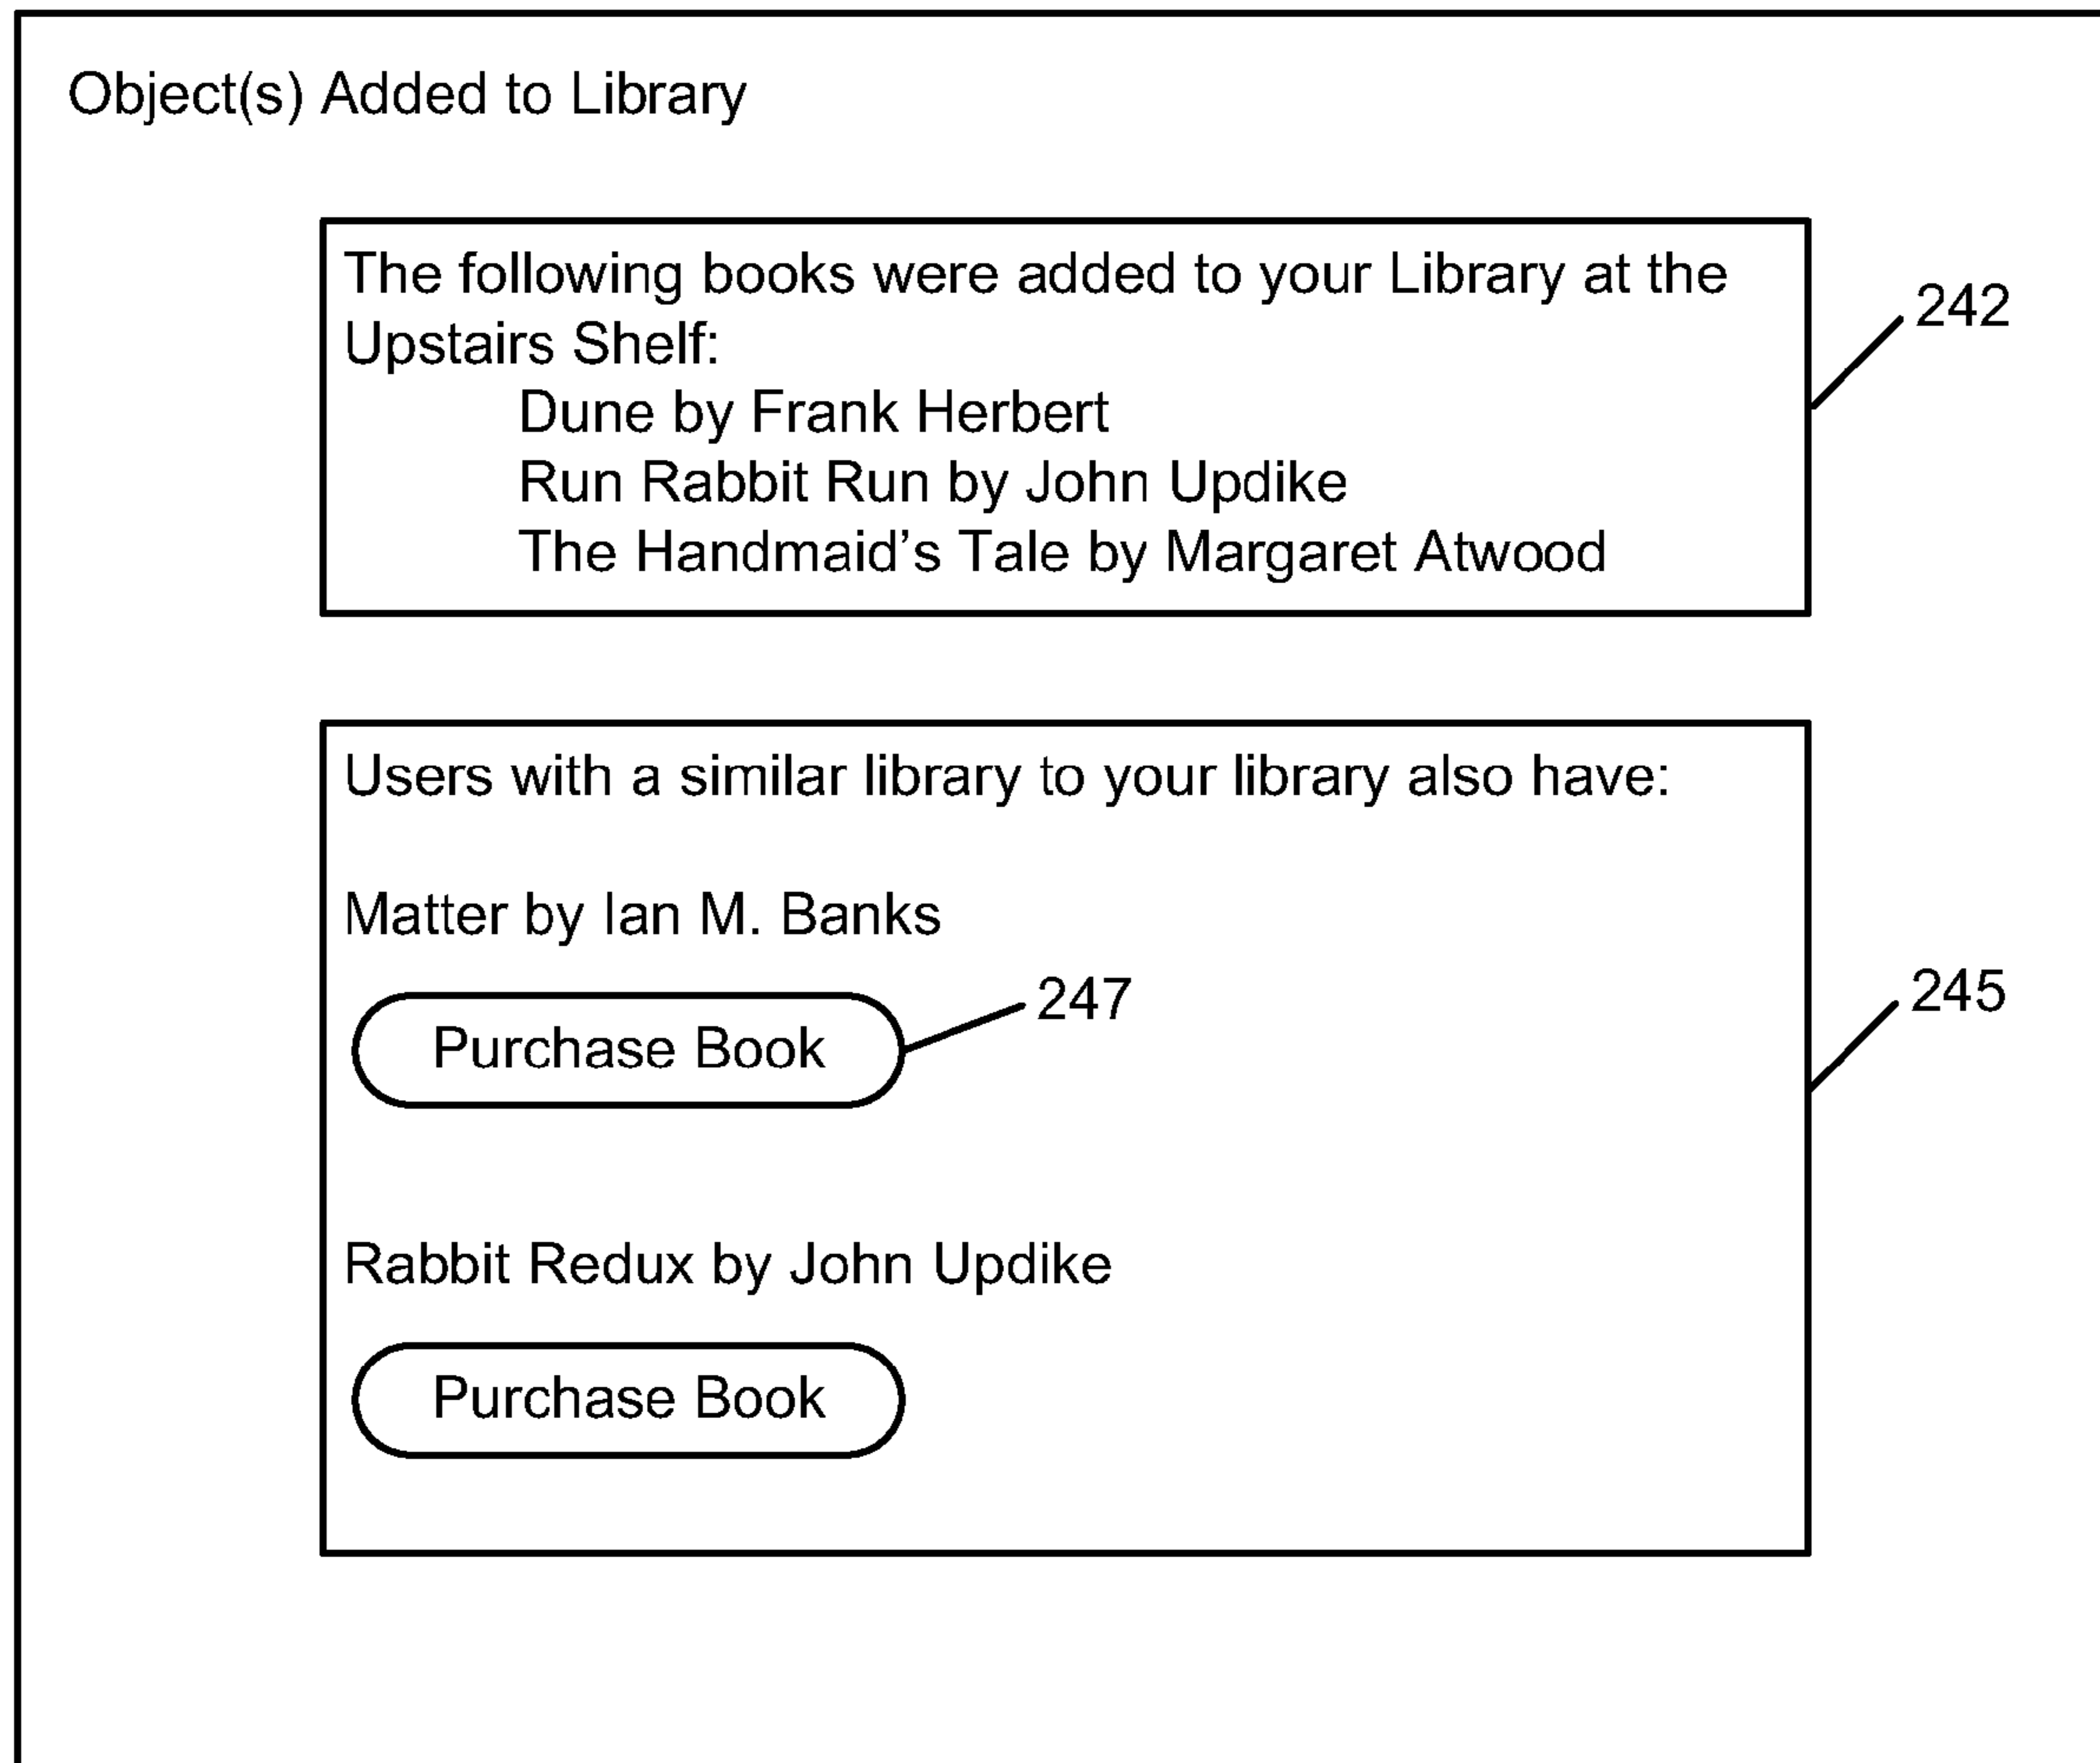 Object(s) Added to Library
The following books were added to your Library at the
Upstairs Shelf:
Dune by Frank Herbert
Run Rabbit Run by John Updike
The Handmaid’s Tale by Margaret Atwood
242
Users with a similar library to your library also have:
Matter by Ian M. Banks
Purchase Book
247
245
Rabbit Redux by John Updike
Purchase Book